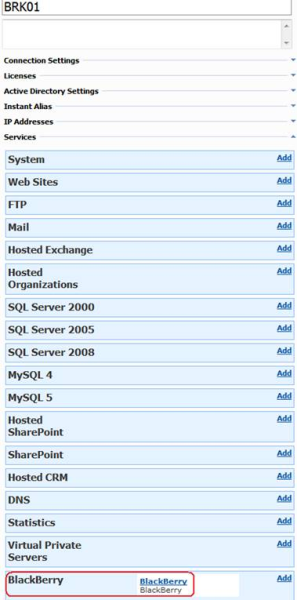 BRK01
Connection Settings
Licenses
Active Directory Settings
Instant Alias
IP Addresses
Services
System Add
Web Sites Add
FTP Add
Mail Add
Hosted Exchange Add
Hosted Add
Organizations
SQL Server 2000 Add
SQL Server 2005 Add
SQL Server 2008 Add
MySQL 4 Add
MySQL 5 Add
Hosted Add
SharePoint
SharePoint Add
Hosted CRM Add
DNS Add
Statistics Add
Virtual Private Add
Servers
BlackBerry BlackBerry Add
BlackBerry